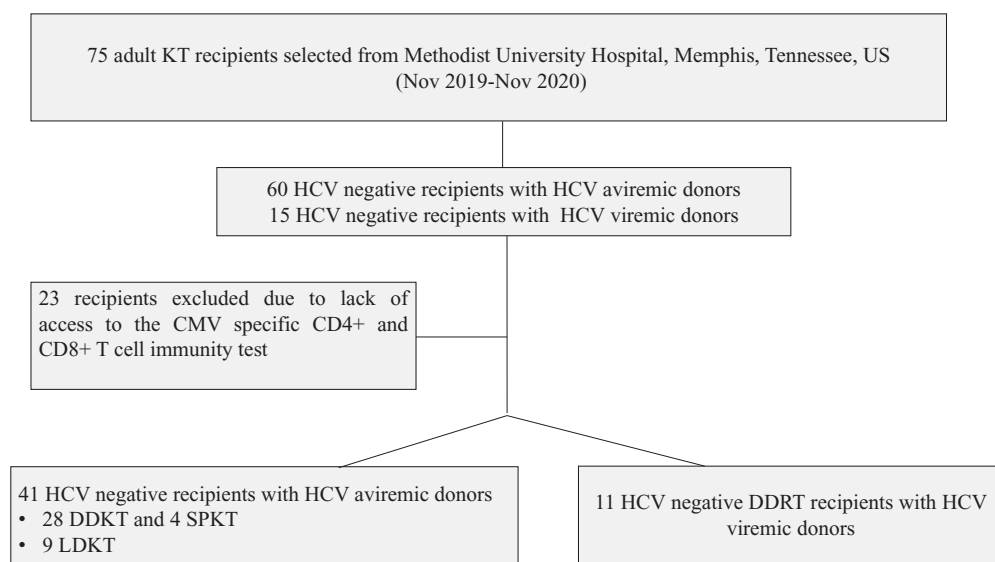 75 adult KT recipients selected from Methodist University Hospital, Memphis, Tennessee, US
(Nov 2019-Nov 2020)
60 HCV negative recipients with HCV aviremic donors
15 HCV negative recipients with HCV viremic donors
23 recipients excluded due to lack of
access to the CMV specific CD4+ and
CD8+ T cell immunity test
41 HCV negative recipients with HCV aviremic donors
• 28 DDKT and 4 SPKT
• 9 LDKT
11 HCV negative DDRT recipients with HCV
viremic donors